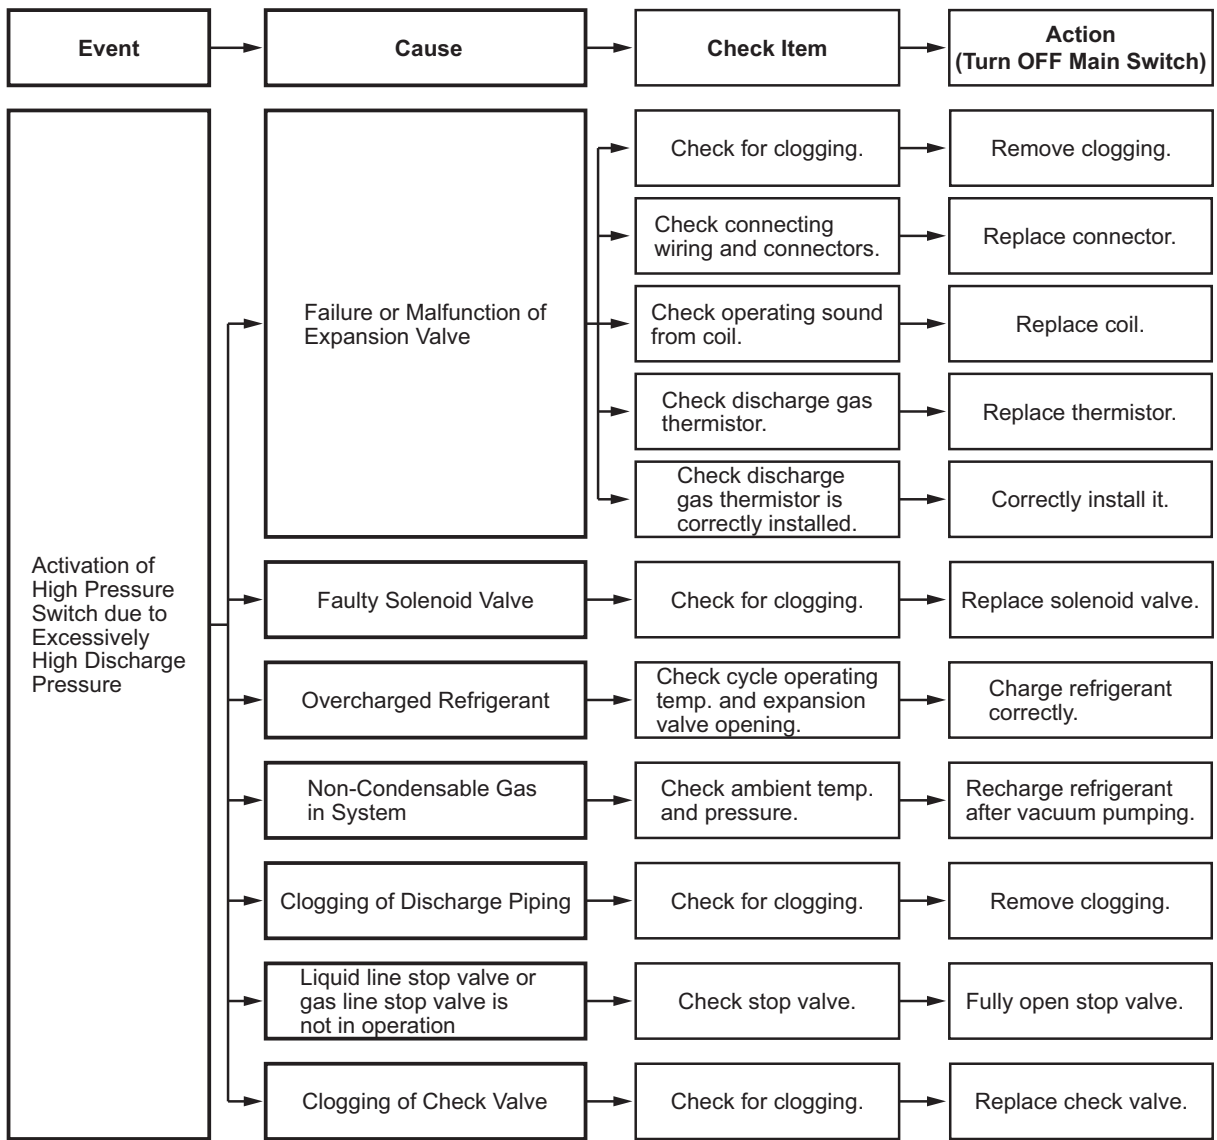 Event
Cause
Check Item
Action
(Turn OFF Main Switch)
Activation of
High Pressure
Switch due to
Excessively
High Discharge
Pressure
Failure or Malfunction of
Expansion Valve
Check for clogging.
Remove clogging.
Check connecting
wiring and connectors.
Replace connector.
Check operating sound
from coil.
Replace coil.
Check discharge gas
thermistor.
Replace thermistor.
Check discharge
gas thermistor is
correctly installed.
Correctly install it.
Faulty Solenoid Valve
Check for clogging.
Replace solenoid valve.
Overcharged Refrigerant
Check cycle operating
temp. and expansion
valve opening.
Charge refrigerant
correctly.
Non-Condensable Gas
in System
Check ambient temp.
and pressure.
Recharge refrigerant
after vacuum pumping.
Clogging of Discharge Piping
Check for clogging.
Remove clogging.
Liquid line stop valve or
gas line stop valve is
not in operation
Check stop valve.
Fully open stop valve.
Clogging of Check Valve
Check for clogging.
Replace check valve.